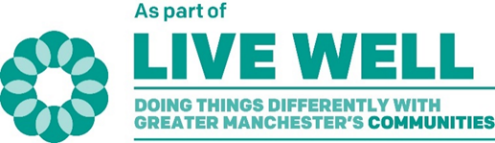 As part of
LIVE WELL
DOING THINGS DIFFERENTLY WITH
GREATER MANCHESTER'S COMMUNITIES